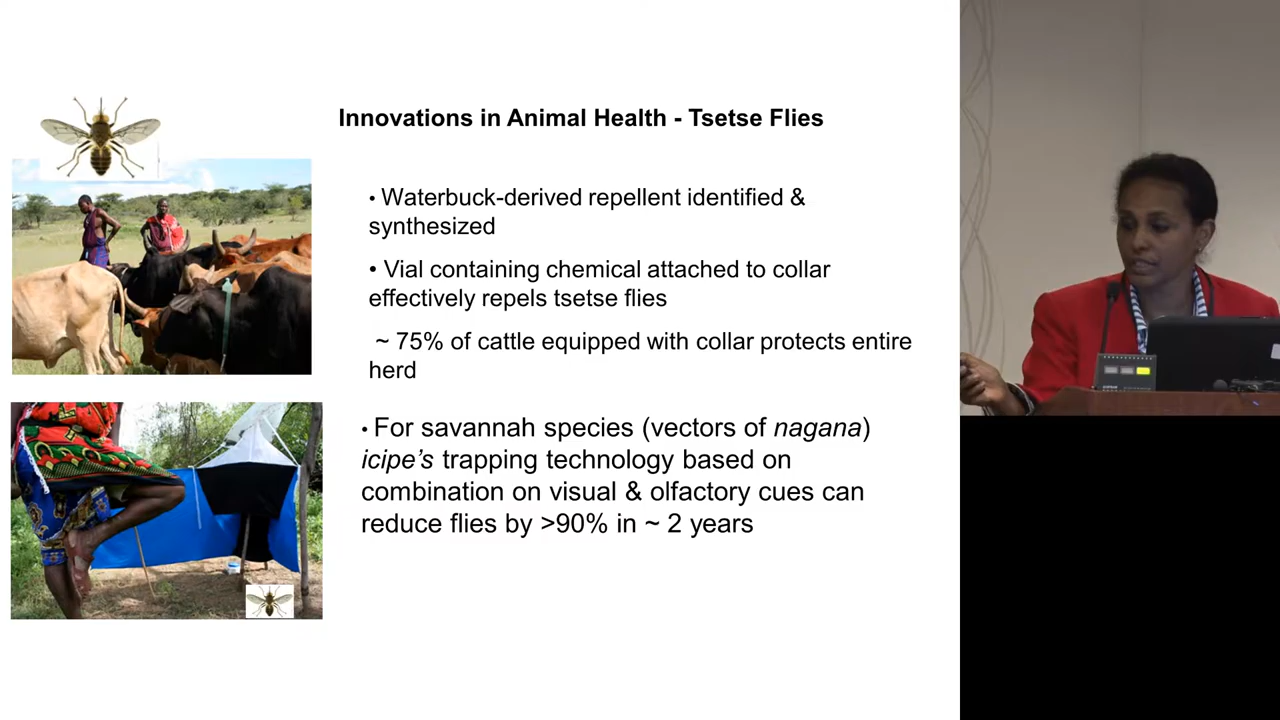 Innovations in Animal Health - Tsetse Flies
• Waterbuck-derived repellent identified &
synthesized
• Vial containing chemical attached to collar
effectively repels tsetse flies
~ 75% of cattle equipped with collar protects entire
herd
• For savannah species (vectors of nagana)
icipe's trapping technology based on
combination on visual & olfactory cues can
reduce flies by >90% in ~ 2 years